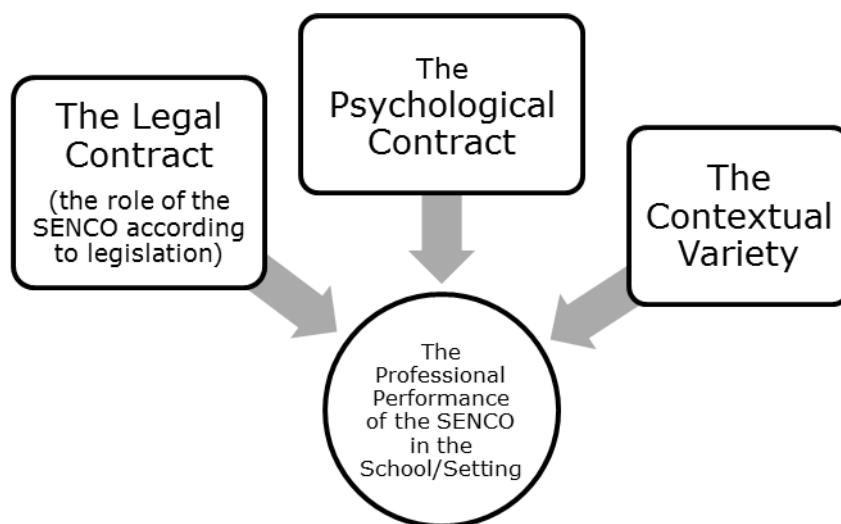 The Legal
Contract
(the role of the
SENCO according
to legislation)
The
Psychological
Contract
The
Contextual
Variety
The
Professional
Performance
of the SENCO
in the
School/Setting